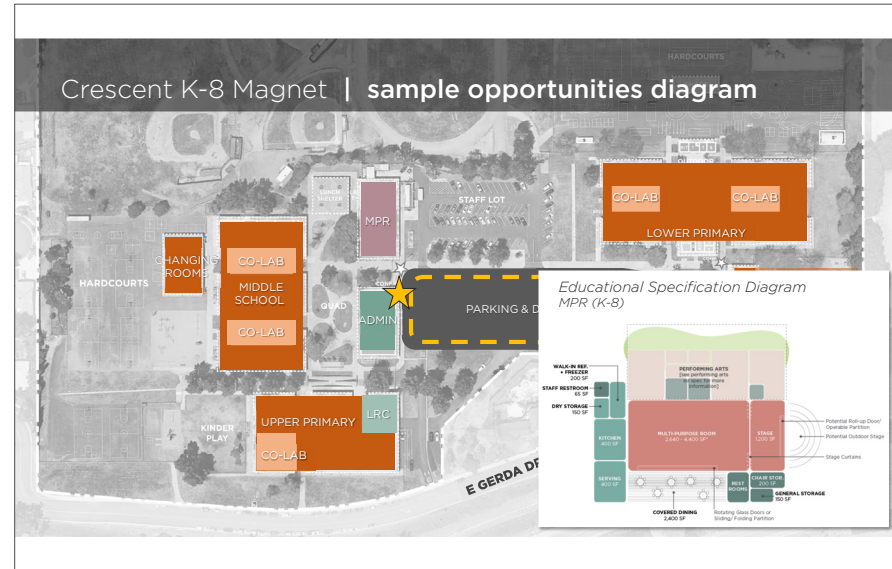 HARDCOURTS
Crescent K-8 Magnet | sample opportunities diagram
LUNCH
SHELTER
MPR
STAFF LOT
CO-LAB
CO-LAB
LOWER PRIMARY
CHANGING
ROOMS
HARDCOURTS
CO-LAB
MIDDLE
SCHOOL
CO-LAB
QUAD
ADMIN
PARKING & D
UPPER PRIMARY
LRC
KINDER
PLAY
CO-LAB
E GERDA DR
Educational Specification Diagram
MPR (K-8)
WALK-IN REF.
+ FREEZER
200 SF
STAFF RESTROOM
65 SF
DRY STORAGE
150 SF
KITCHEN
400 SF
SERVING
400 SF
PERFORMING ARTS
[see performing arts
ed spec for more
information]
MULTI-PURPOSE ROOM
2,640 - 4,400 SF*
STAGE
1,200 SF
Potential Roll-up Door/
Operable Partition
Potential Outdoor Stage
Stage Curtains
REST
ROOMS
CHAIR STOR.
200 SF
GENERAL STORAGE
150 SF
COVERED DINING
2,400 SF
Rotating Glass Doors or
Sliding/ Folding Partition